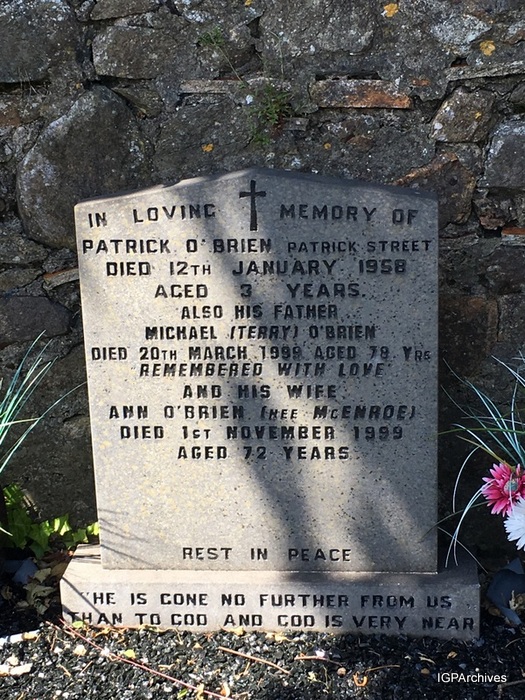 IN LOVING MEMORY OF
PATRICK O'BRIEN PATRICK STREET
DIED 12TH JANUARY 1958
AGED 3 YEARS.
ALSO HIS FATHER
MICHAEL (TERRY) O'BRIEN
DIED 20TH MARCH 1999 AGED 78 YRS
"REMEMBERED WITH LOVE"
AND HIS WIFE
ANN O'BRIEN (NEE McENROE)
DIED 1ST NOVEMBER 1999
AGED 72 YEARS.
REST IN PEACE
"HE IS GONE NO FURTHER FROM US
THAN TO GOD AND GOD IS VERY NEAR
IGPArchives